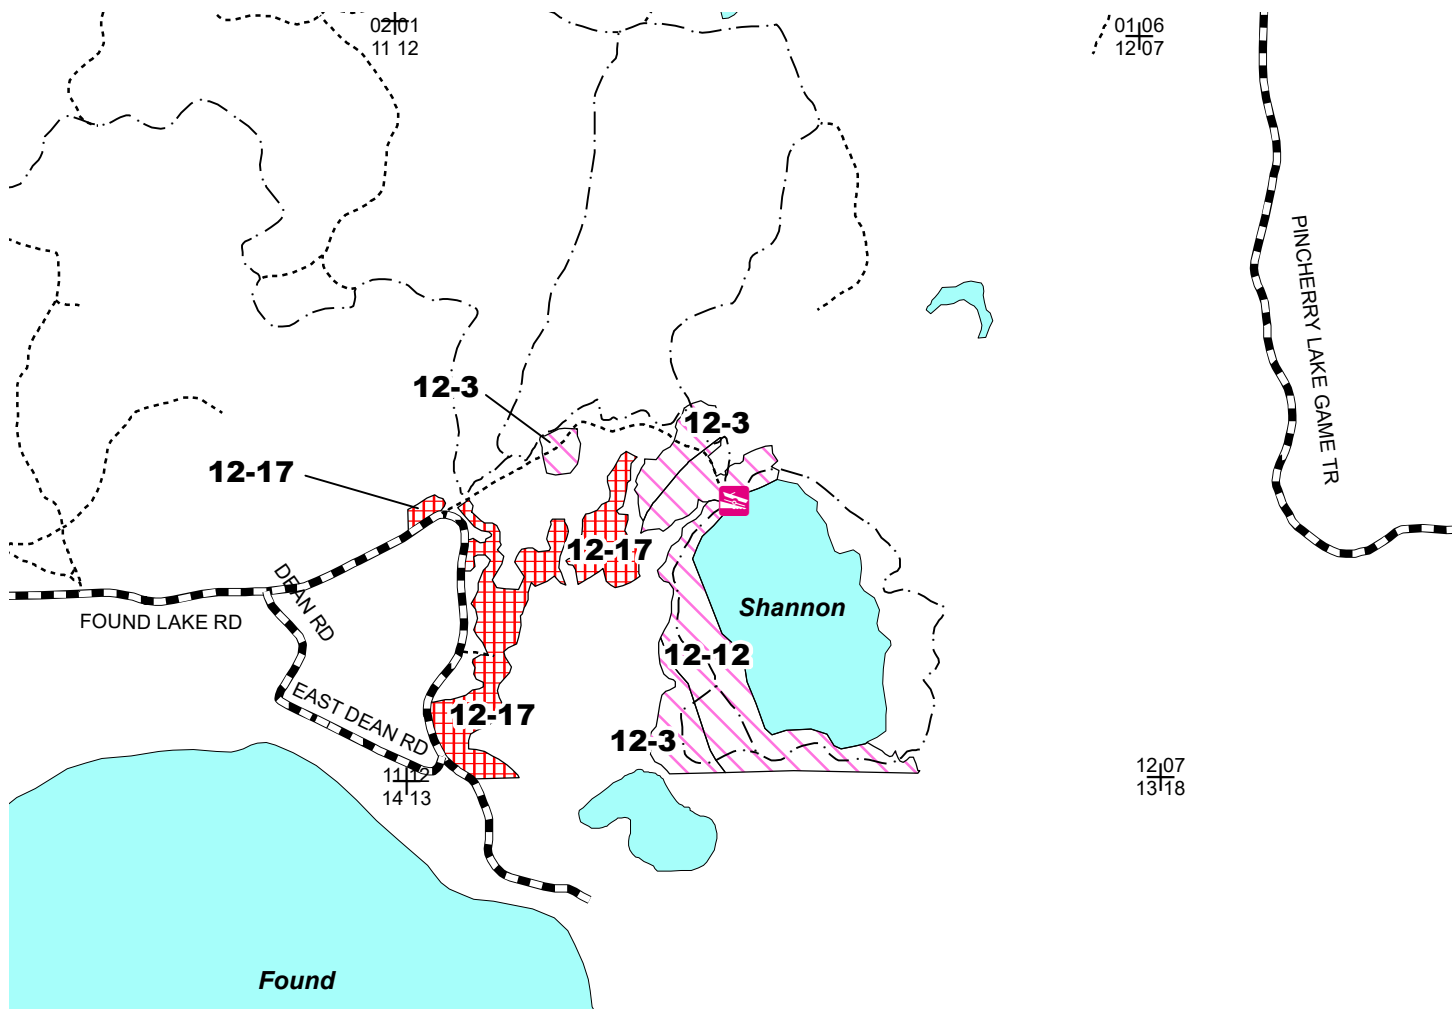 02 01
11 12
01 06
12 07
PINCHERRY LAKE GAME TR
12-3
12-3
12-17
12-17
DEAN RD
FOUND LAKE RD
Shannon
12-12
EAST DEAN RD
12-17
12-3
11 12
14 13
12 07
13 18
Found